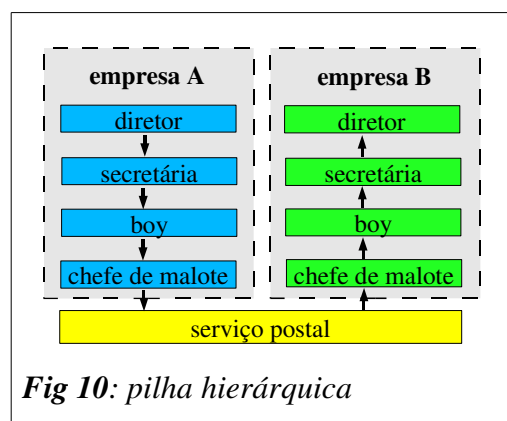 empresa A
diretor
secretária
boy
chefe de malote
empresa B
diretor
secretária
boy
chefe de malote
serviço postal
Fig 10: pilha hierárquica